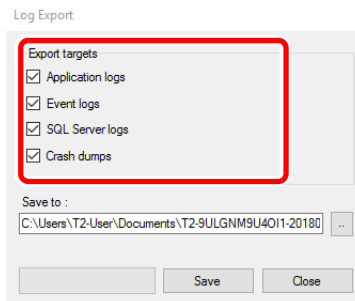 Log Export
Export targets
Application logs
Event logs
SQL Server logs
Crash dumps
Save to :
C:\Users\T2-User\Documents\T2-9ULGNM9U4OI1-20180
..
Save
Close